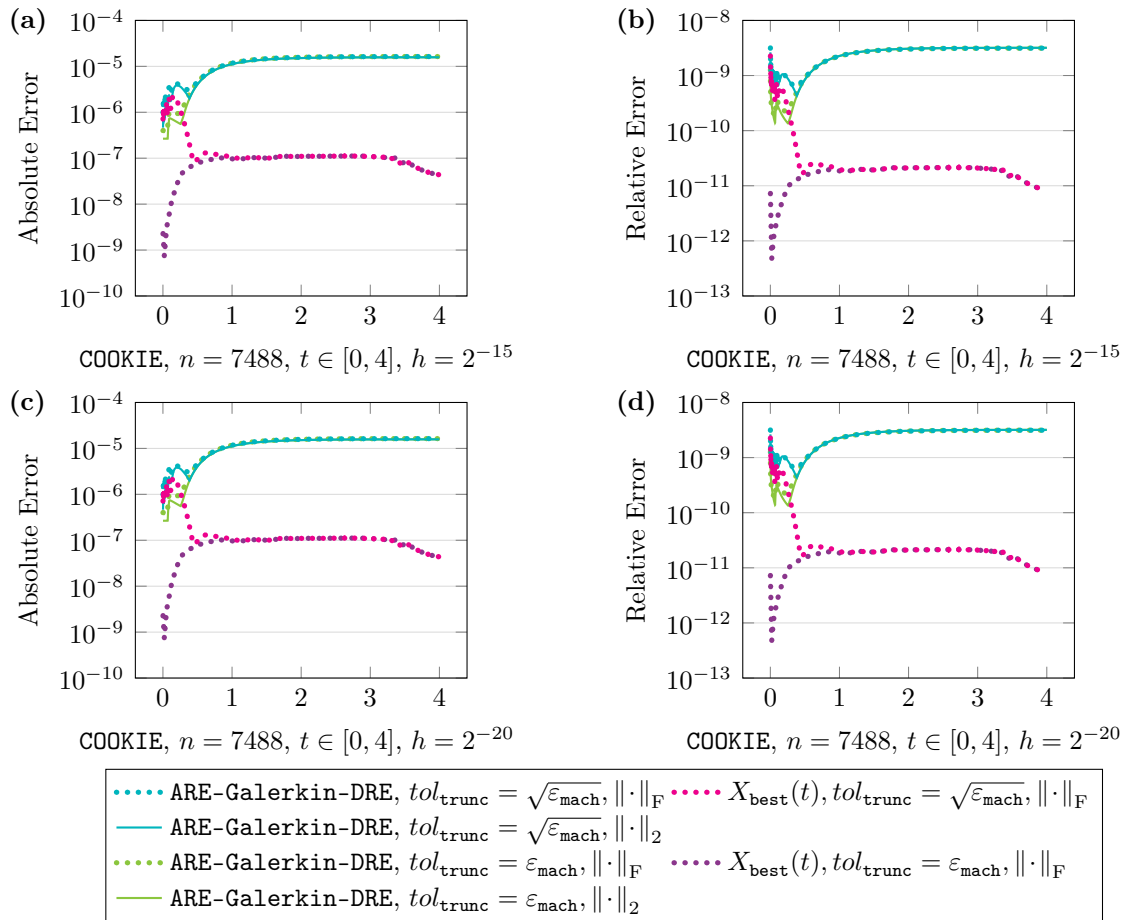 (a)
Absolute Error
10⁻⁴
10⁻⁵
10⁻⁶
10⁻⁷
10⁻⁸
10⁻⁹
10⁻¹⁰
0 1 2 3 4
COOKIE, n = 7488, t ∈ [0, 4], h = 2⁻¹⁵
(b)
Relative Error
10⁻⁸
10⁻⁹
10⁻¹⁰
10⁻¹¹
10⁻¹²
10⁻¹³
0 1 2 3 4
COOKIE, n = 7488, t ∈ [0, 4], h = 2⁻¹⁵
(c)
Absolute Error
10⁻⁴
10⁻⁵
10⁻⁶
10⁻⁷
10⁻⁸
10⁻⁹
10⁻¹⁰
0 1 2 3 4
COOKIE, n = 7488, t ∈ [0, 4], h = 2⁻²⁰
(d)
Relative Error
10⁻⁸
10⁻⁹
10⁻¹⁰
10⁻¹¹
10⁻¹²
10⁻¹³
0 1 2 3 4
COOKIE, n = 7488, t ∈ [0, 4], h = 2⁻²⁰
ARE-Galerkin-DRE, tol_trunc = √ε_mach, ‖·‖_F
X_best(t), tol_trunc = √ε_mach, ‖·‖_F
ARE-Galerkin-DRE, tol_trunc = √ε_mach, ‖·‖₂
ARE-Galerkin-DRE, tol_trunc = ε_mach, ‖·‖_F
X_best(t), tol_trunc = ε_mach, ‖·‖_F
ARE-Galerkin-DRE, tol_trunc = ε_mach, ‖·‖₂